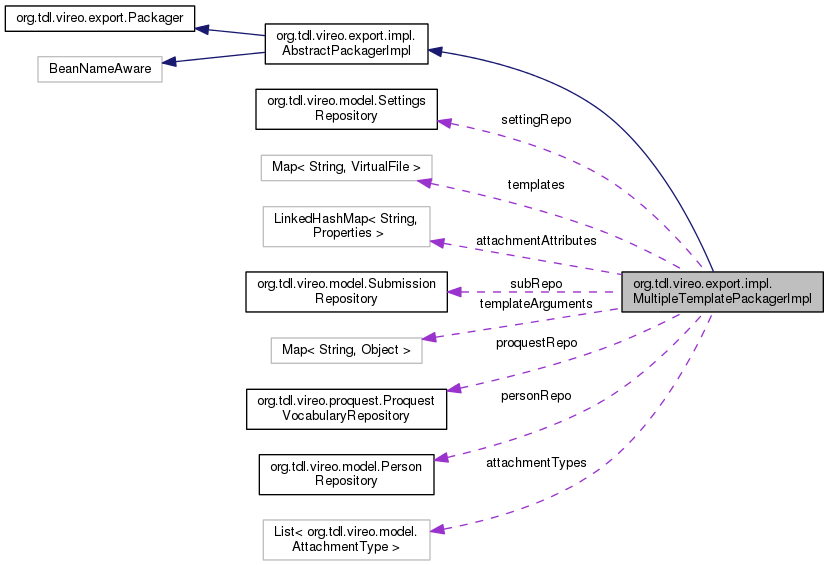 org.tdl.vireo.export.Packager
org.tdl.vireo.export.impl.
AbstractPackagerImpl
BeanNameAware
org.tdl.vireo.model.Settings
Repository
settingRepo
Map< String, VirtualFile >
templates
LinkedHashMap< String,
Properties >
attachmentAttributes
org.tdl.vireo.model.Submission
Repository
subRepo
org.tdl.vireo.export.impl.
MultipleTemplatePackagerImpl
templateArguments
Map< String, Object >
proquestRepo
org.tdl.vireo.proquest.Proquest
VocabularyRepository
personRepo
org.tdl.vireo.model.Person
Repository
attachmentTypes
List< org.tdl.vireo.model.
AttachmentType >